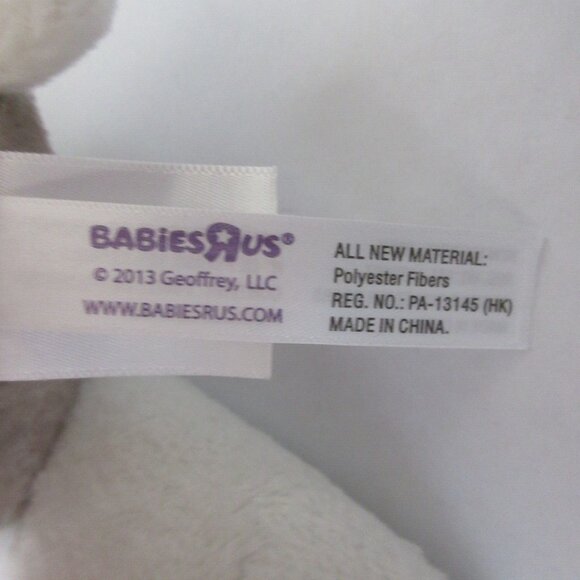 BABiESЯUS®
© 2013 Geoffrey, LLC
WWW.BABIESRUS.COM
ALL NEW MATERIAL:
Polyester Fibers
REG. NO.: PA-13145 (HK)
MADE IN CHINA.